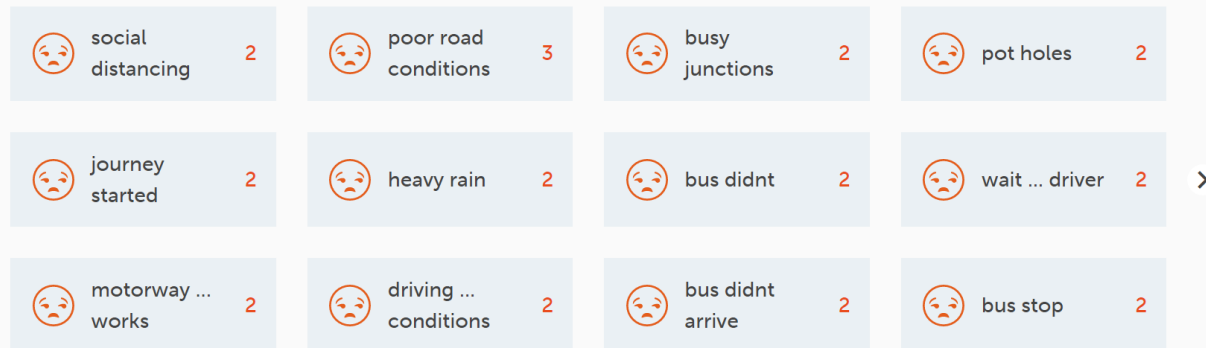 social
distancing
2
poor road
conditions
3
busy
junctions
2
pot holes
2
journey
started
2
heavy rain
2
bus didnt
2
wait ... driver
2
motorway ...
works
2
driving ...
conditions
2
bus didnt
arrive
2
bus stop
2